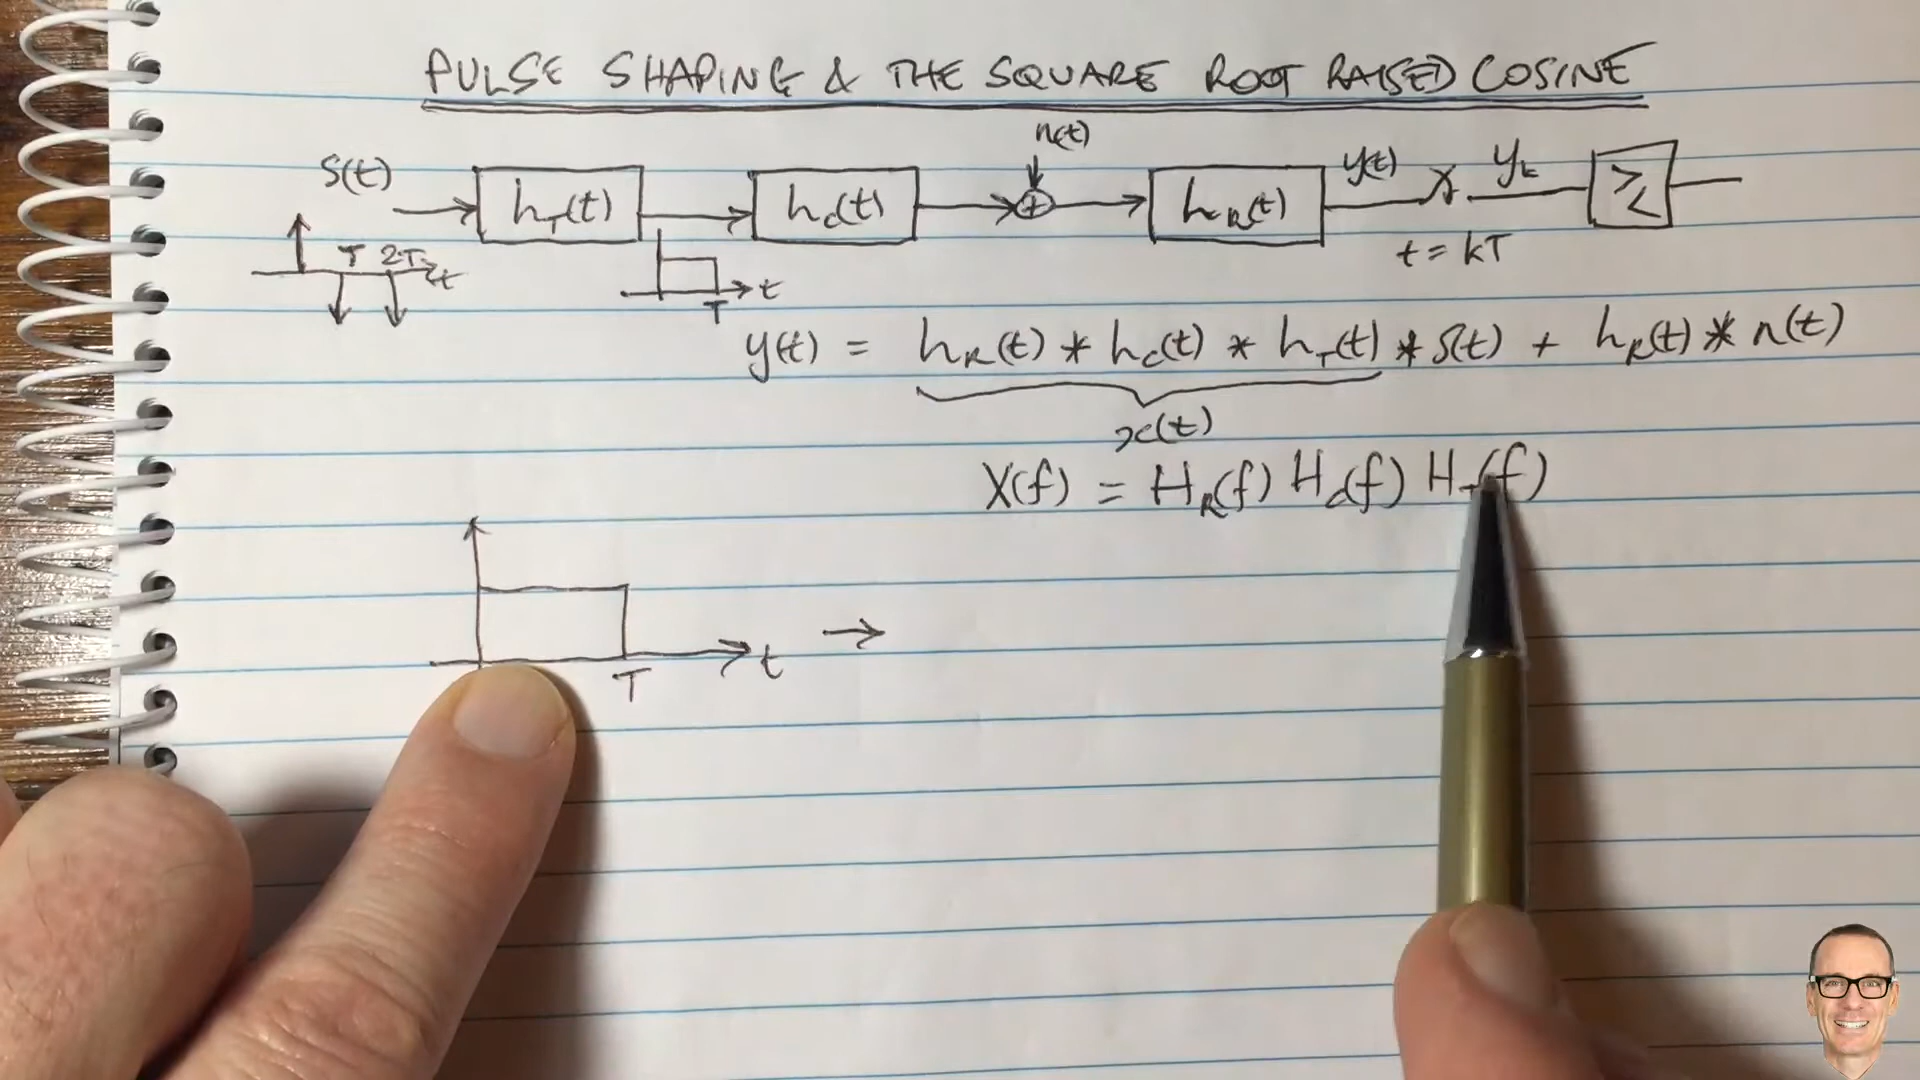 PULSE SHAPING & THE SQUARE ROOT RAISED COSINE
n(t)
s(t) h_T(t) h_c(t) + h_R(t) y(t) y_k ≷
T 2T t
t = kT
T t
y(t) = h_R(t) * h_c(t) * h_T(t) * s(t) + h_R(t) * n(t)
x(t)
X(f) = H_R(f) H_c(f) H_T(f)
T t →